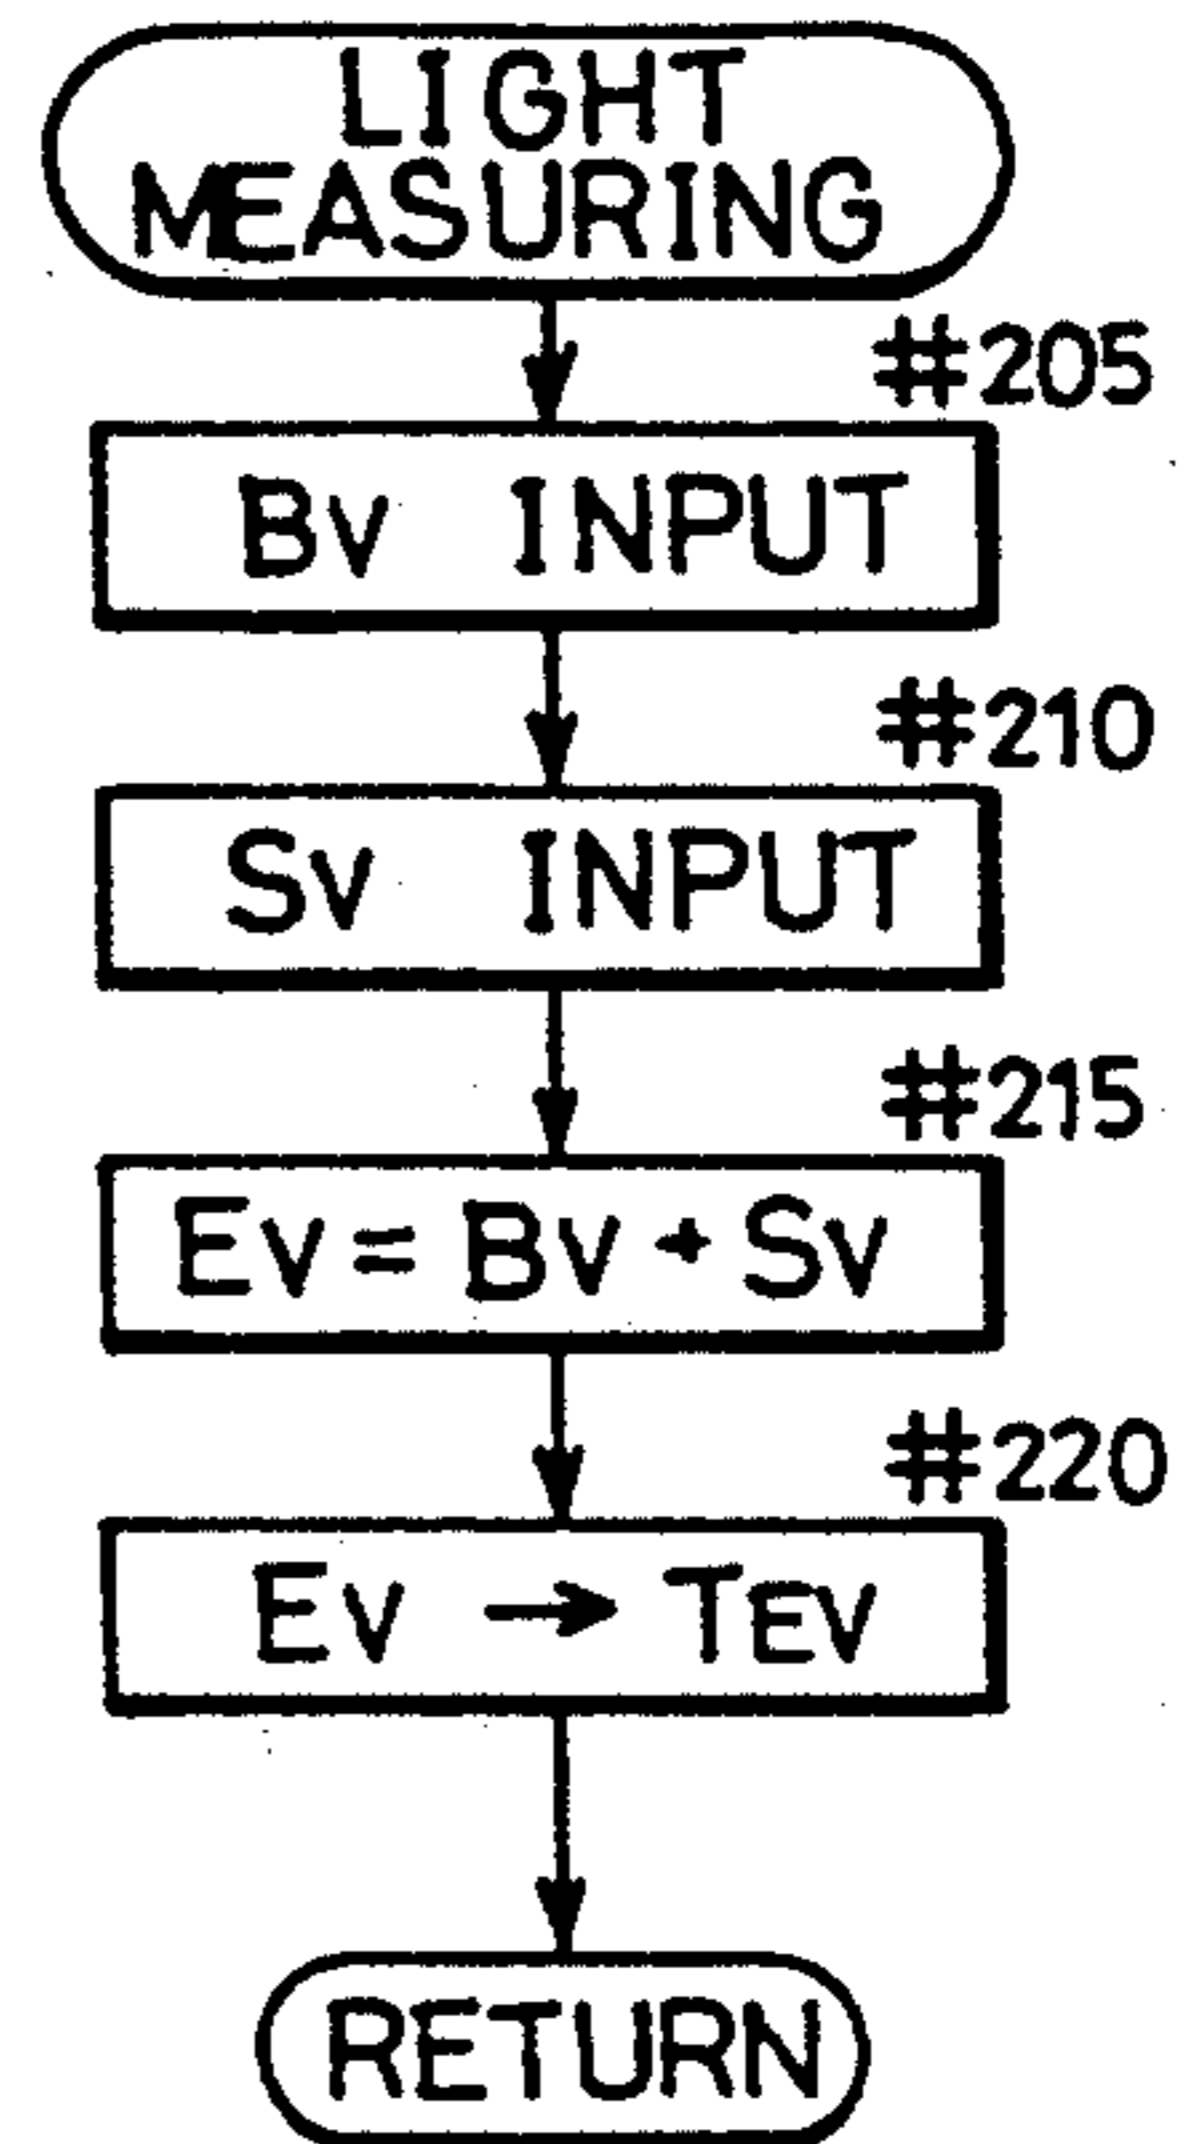 LIGHT
MEASURING
#205
BV INPUT
#210
SV INPUT
#215
EV = BV + SV
#220
EV → TEV
RETURN